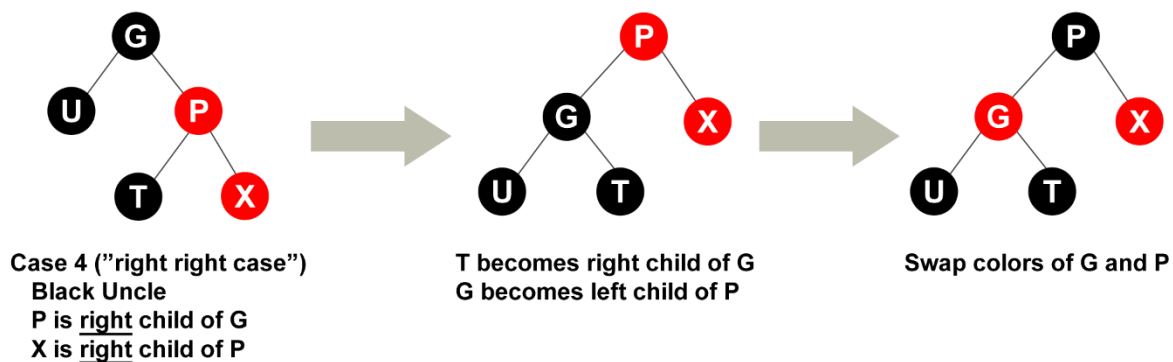 G
U
P
T
X
Case 4 (”right right case”)
Black Uncle
P is right child of G
X is right child of P
P
G
X
U
T
T becomes right child of G
G becomes left child of P
P
G
X
U
T
Swap colors of G and P